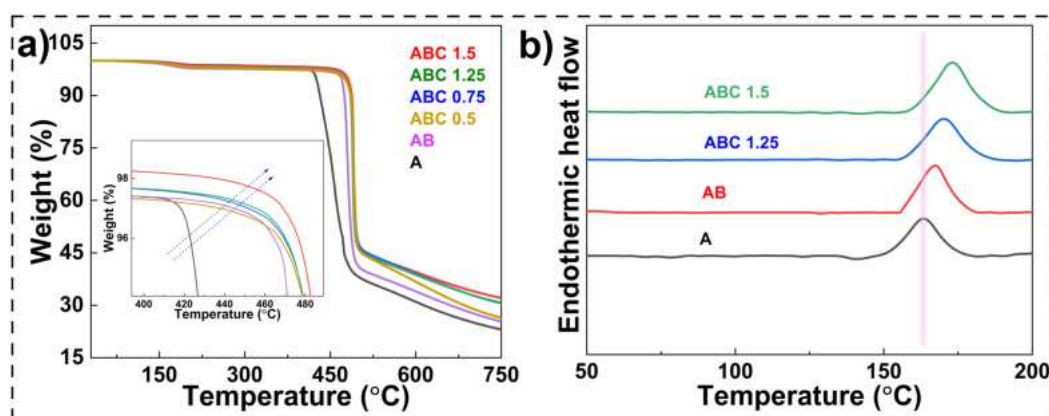 a)
105
90
75
60
45
30
15
Weight (%)
150
300
450
600
750
Temperature (°C)
ABC 1.5
ABC 1.25
ABC 0.75
ABC 0.5
AB
A
98
96
Weight (%)
400
420
440
460
480
Temperature (°C)
b)
Endothermic heat flow
ABC 1.5
ABC 1.25
AB
A
50
100
150
200
Temperature (°C)